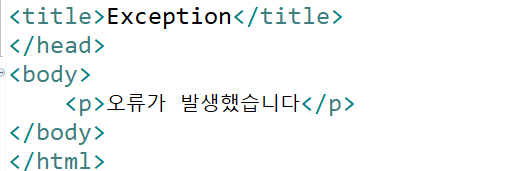 <title>Exception</title>
</head>
<body>
    <p>오류가 발생했습니다</p>
</body>
</html>